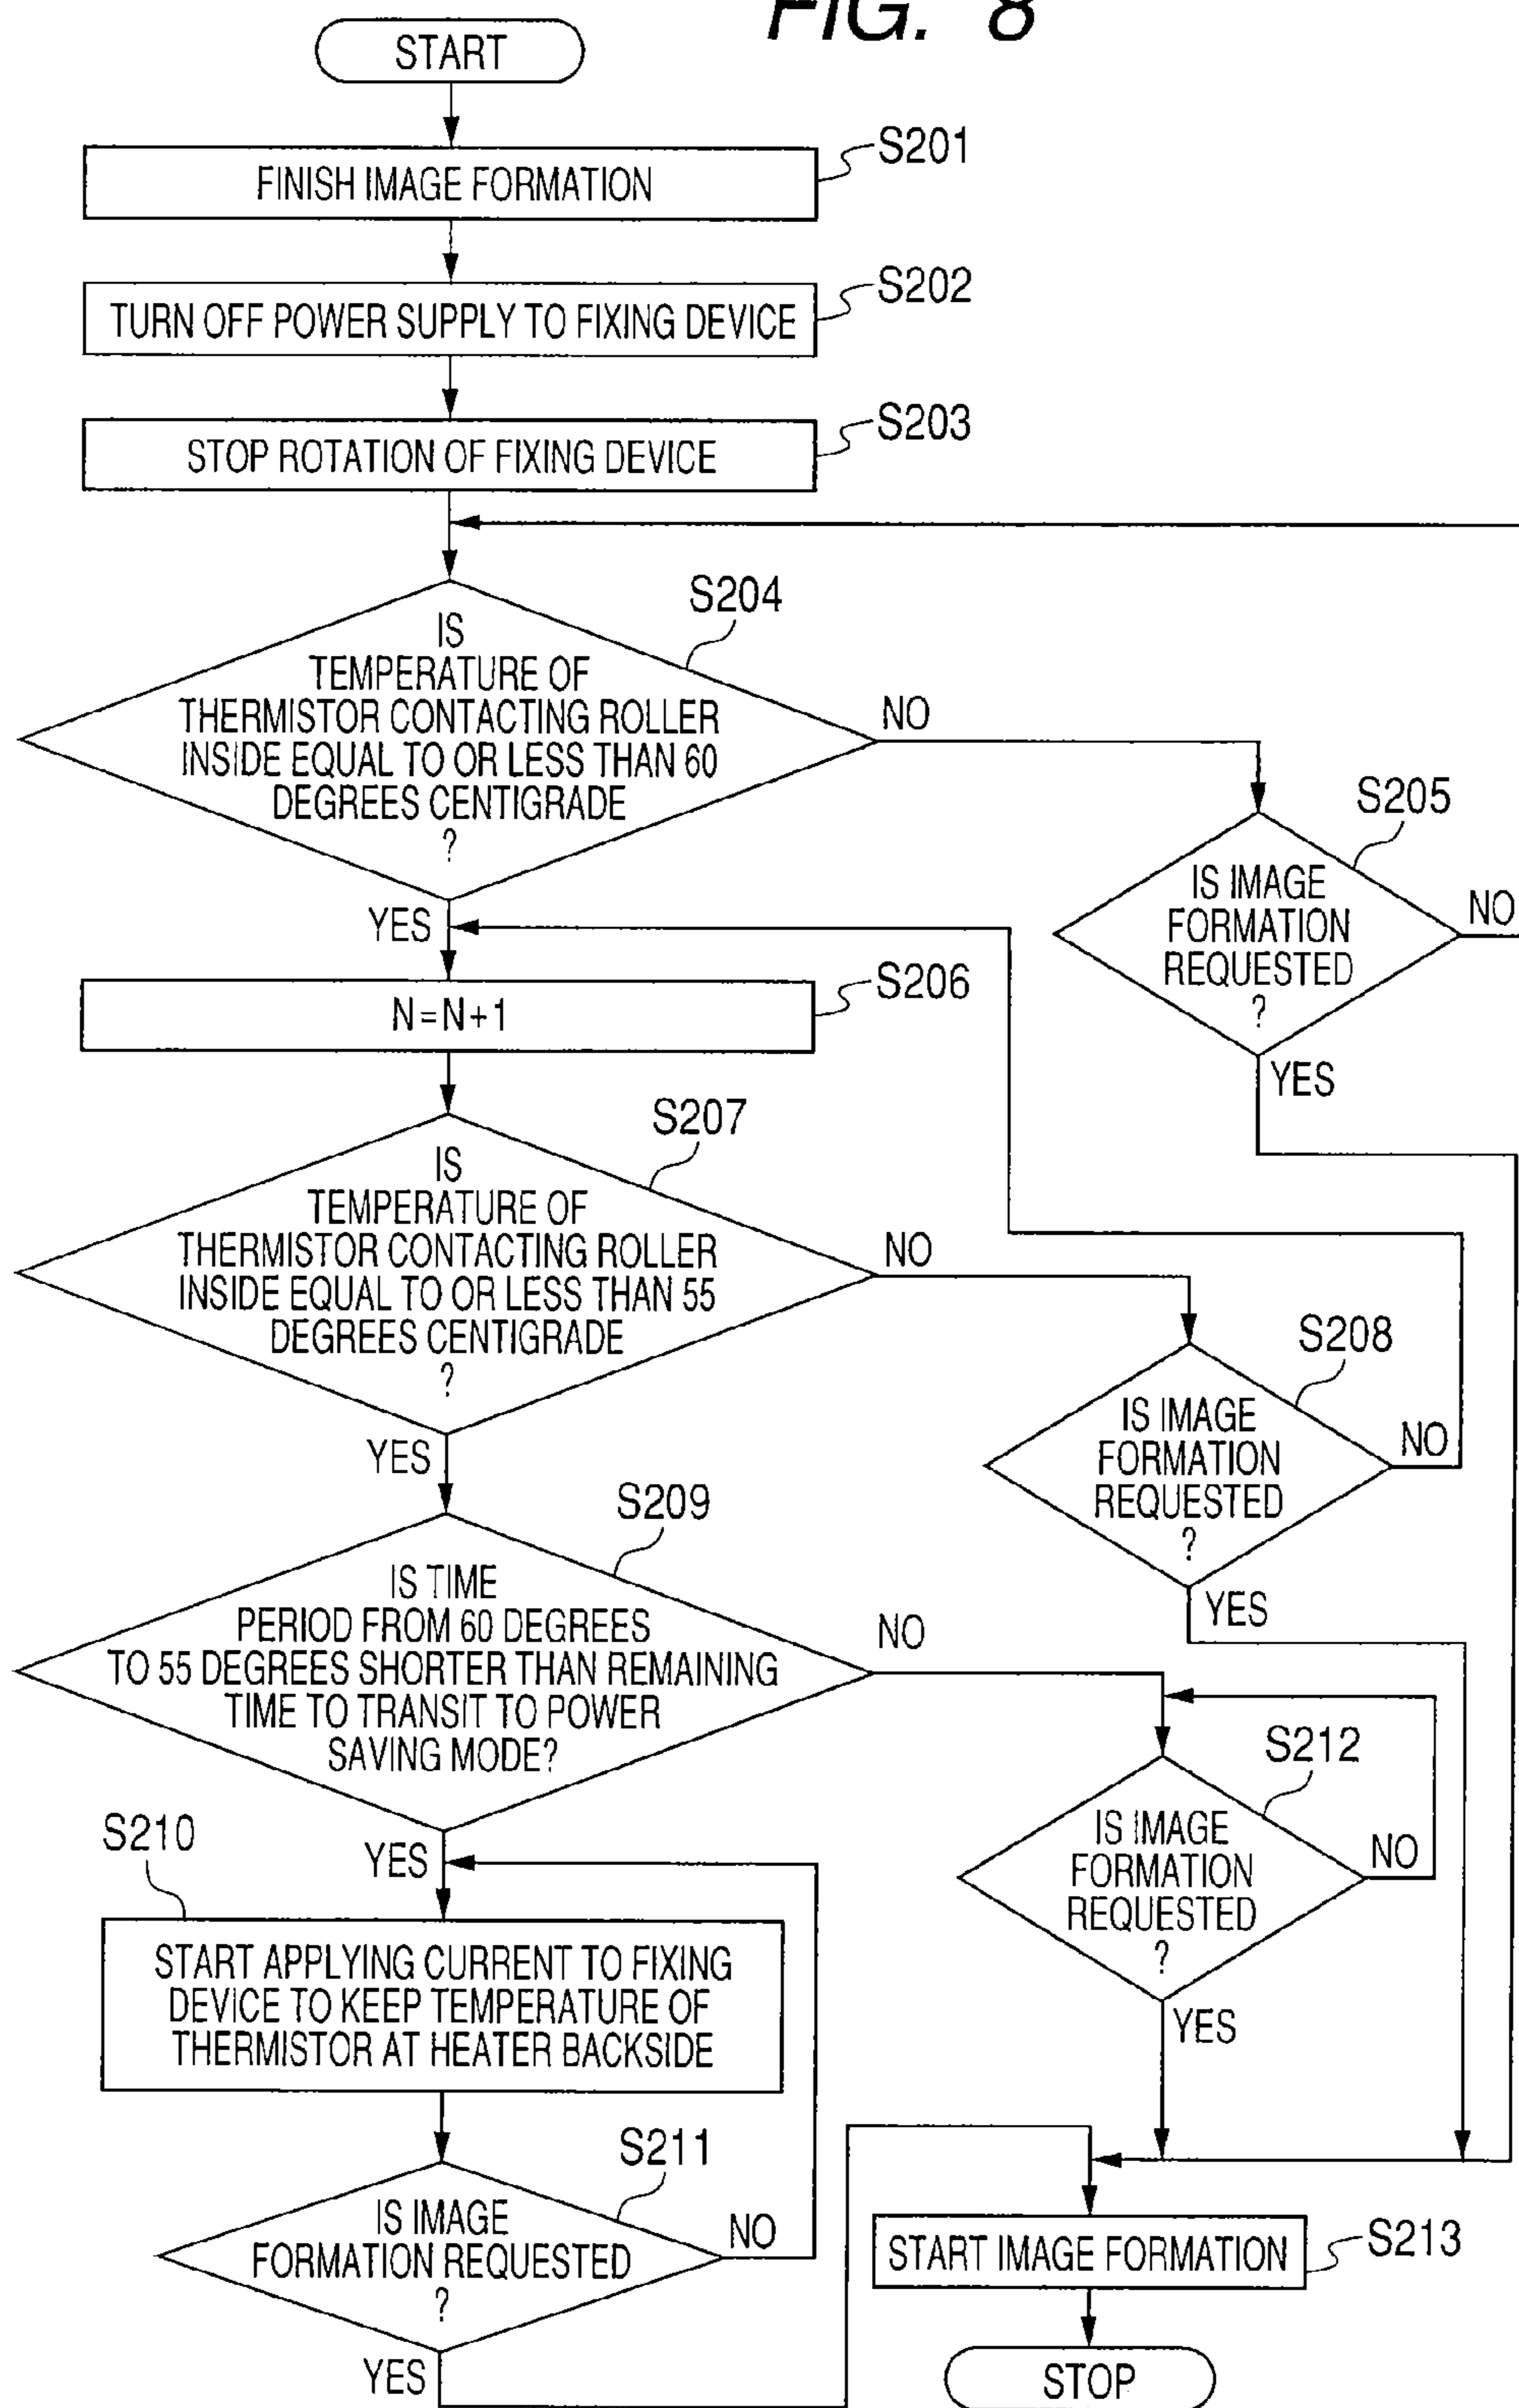 FIG. 8
START
S201
FINISH IMAGE FORMATION
S202
TURN OFF POWER SUPPLY TO FIXING DEVICE
S203
STOP ROTATION OF FIXING DEVICE
S204
IS
TEMPERATURE OF
THERMISTOR CONTACTING ROLLER
INSIDE EQUAL TO OR LESS THAN 60
DEGREES CENTIGRADE
?
NO
YES
S205
IS IMAGE
FORMATION
REQUESTED
?
NO
YES
S206
N=N+1
S207
IS
TEMPERATURE OF
THERMISTOR CONTACTING ROLLER
INSIDE EQUAL TO OR LESS THAN 55
DEGREES CENTIGRADE
?
NO
YES
S208
IS IMAGE
FORMATION
REQUESTED
?
NO
YES
S209
IS TIME
PERIOD FROM 60 DEGREES
TO 55 DEGREES SHORTER THAN REMAINING
TIME TO TRANSIT TO POWER
SAVING MODE?
NO
YES
S212
IS IMAGE
FORMATION
REQUESTED
?
NO
YES
S210
START APPLYING CURRENT TO FIXING
DEVICE TO KEEP TEMPERATURE OF
THERMISTOR AT HEATER BACKSIDE
S211
IS IMAGE
FORMATION REQUESTED
?
NO
YES
START IMAGE FORMATION
S213
STOP